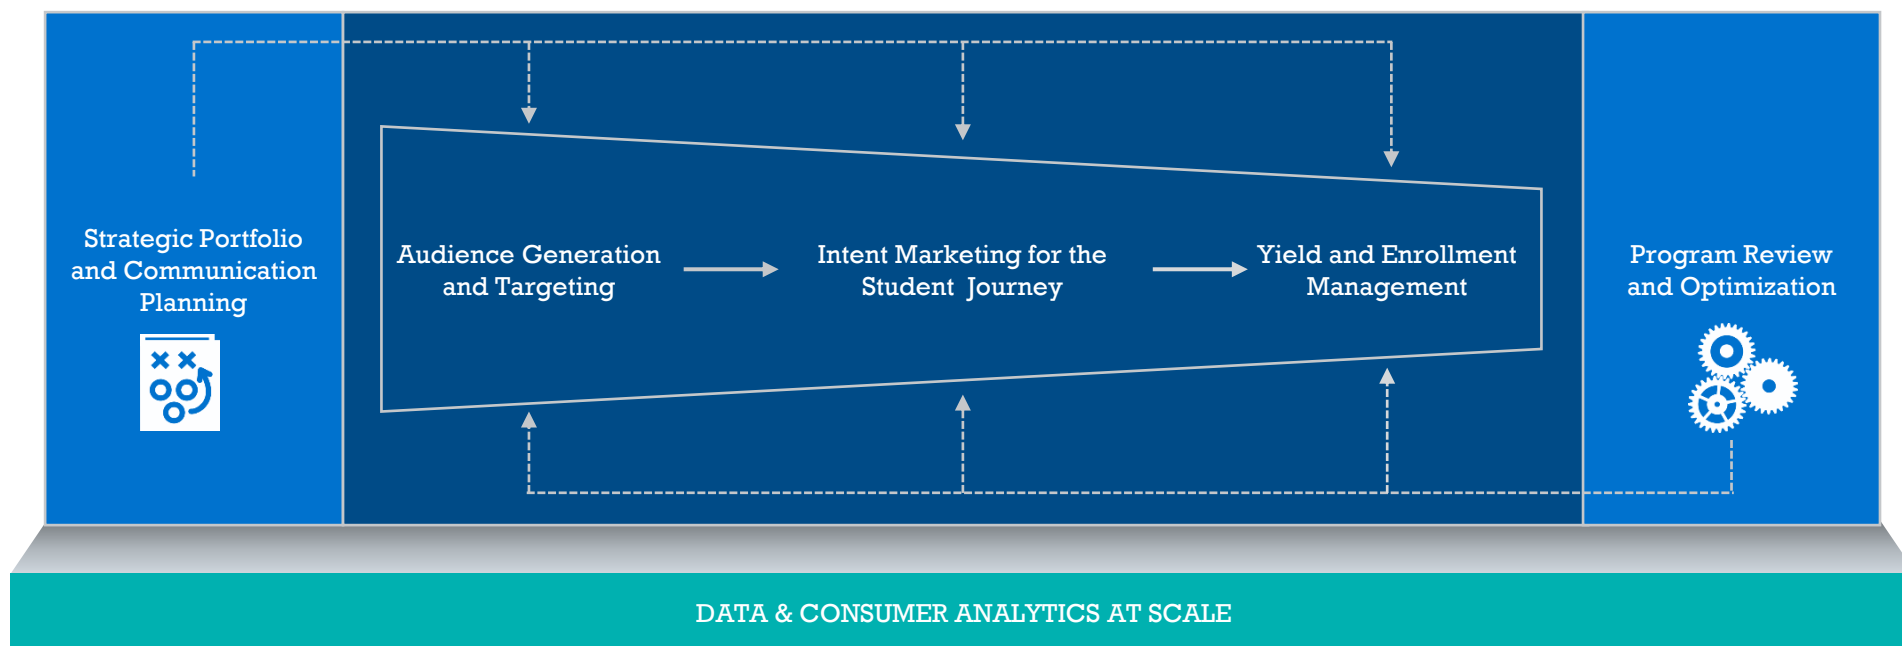 Strategic Portfolio
and Communication
Planning
Audience Generation
and Targeting
Intent Marketing for the
Student Journey
Yield and Enrollment
Management
Program Review
and Optimization
DATA & CONSUMER ANALYTICS AT SCALE